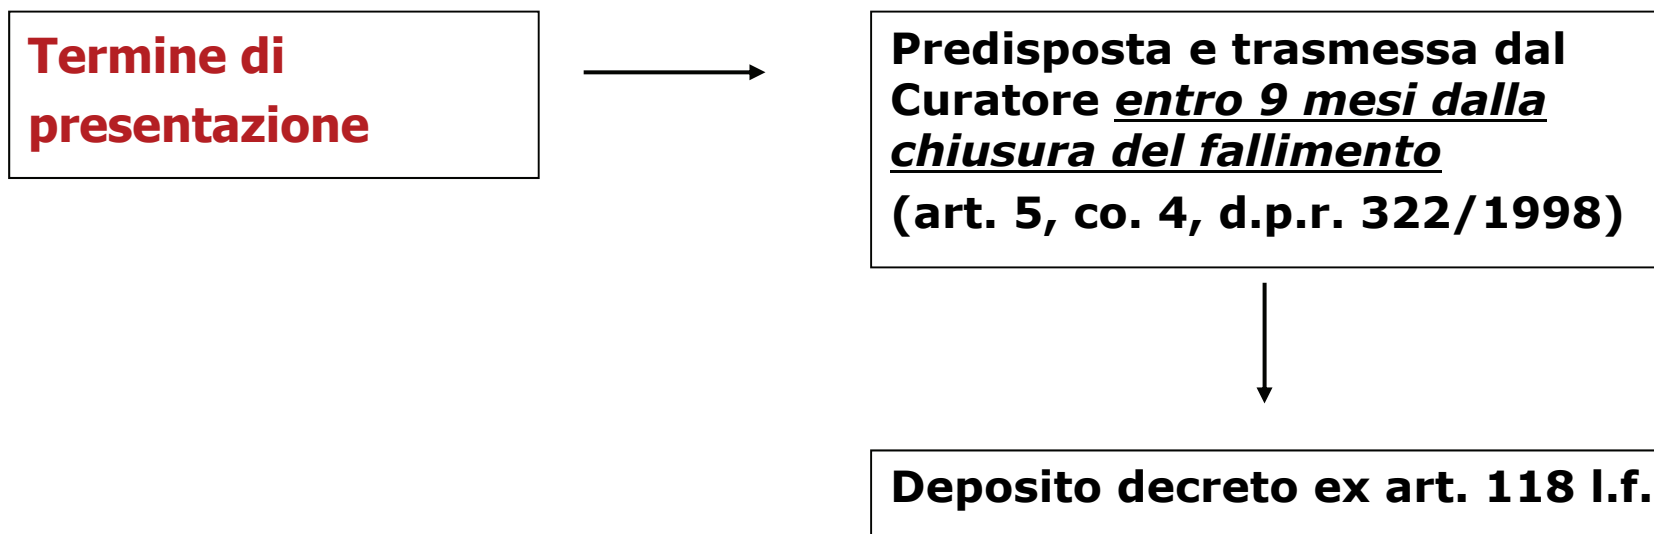 Termine di
presentazione
Predisposta e trasmessa dal
Curatore entro 9 mesi dalla
chiusura del fallimento
(art. 5, co. 4, d.p.r. 322/1998)
Deposito decreto ex art. 118 l.f.